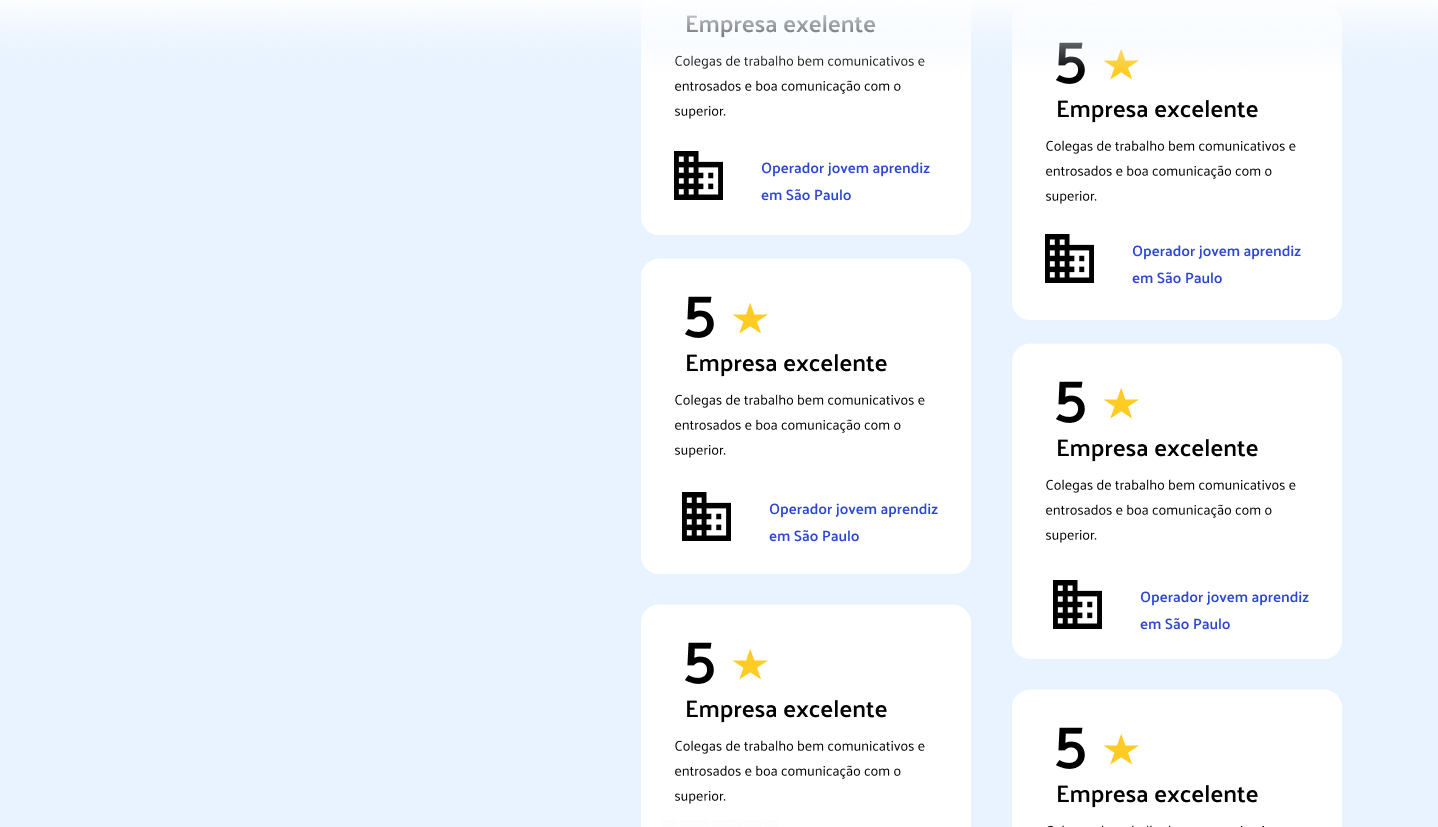 Empresa exelente
Colegas de trabalho bem comunicativos e
entrosados e boa comunicação com o
superior.
Operador jovem aprendiz
em São Paulo
5
Empresa excelente
Colegas de trabalho bem comunicativos e
entrosados e boa comunicação com o
superior.
Operador jovem aprendiz
em São Paulo
5
Empresa excelente
Colegas de trabalho bem comunicativos e
entrosados e boa comunicação com o
superior.
5
Empresa excelente
Colegas de trabalho bem comunicativos e
entrosados e boa comunicação com o
superior.
Operador jovem aprendiz
em São Paulo
5
Empresa excelente
Colegas de trabalho bem comunicativos e
entrosados e boa comunicação com o
superior.
Operador jovem aprendiz
em São Paulo
5
Empresa excelente